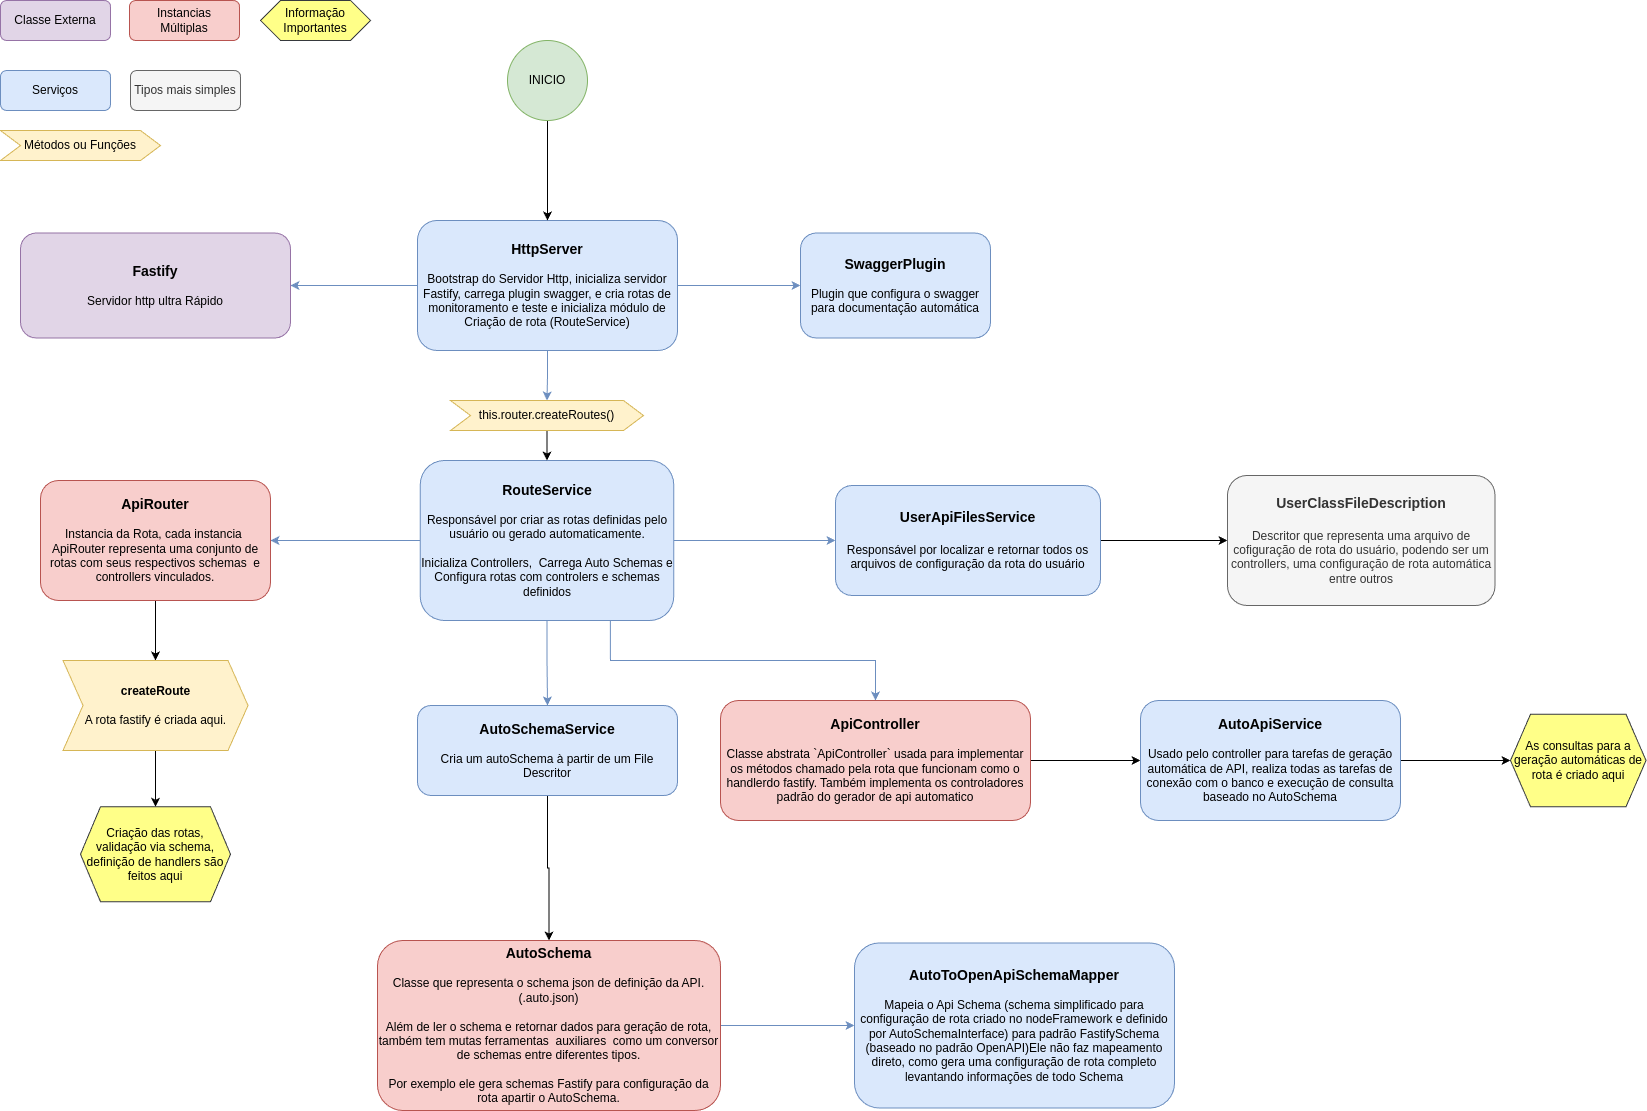 Classe Externa
Instancias
Múltiplas
Informação
Importantes
Serviços
Tipos mais simples
Métodos ou Funções
INICIO
Fastify
Servidor http ultra Rápido
HttpServer
Bootstrap do Servidor Http, inicializa servidor
Fastify, carrega plugin swagger, e cria rotas de
monitoramento e teste e inicializa módulo de
Criação de rota (RouteService)
SwaggerPlugin
Plugin que configura o swagger
para documentação automática
this.router.createRoutes()
ApiRouter
Instancia da Rota, cada instancia
ApiRouter representa uma conjunto de
rotas com seus respectivos schemas e
controllers vinculados.
RouteService
Responsável por criar as rotas definidas pelo
usuário ou gerado automaticamente.
Inicializa Controllers, Carrega Auto Schemas e
Configura rotas com controlers e schemas
definidos
UserApiFilesService
Responsável por localizar e retornar todos os
arquivos de configuração da rota do usuário
UserClassFileDescription
Descritor que representa uma arquivo de
cofiguração de rota do usuário, podendo ser um
controllers, uma configuração de rota automática
entre outros
createRoute
A rota fastify é criada aqui.
Criação das rotas,
validação via schema,
definição de handlers são
feitos aqui
AutoSchemaService
Cria um autoSchema à partir de um File
Descritor
ApiController
Classe abstrata `ApiController` usada para implementar
os métodos chamado pela rota que funcionam como o
handlerdo fastify. Também implementa os controladores
padrão do gerador de api automatico
AutoApiService
Usado pelo controller para tarefas de geração
automática de API, realiza todas as tarefas de
conexão com o banco e execução de consulta
baseado no AutoSchema
As consultas para a
geração automáticas de
rota é criado aqui
AutoSchema
Classe que representa o schema json de definição da API.
(.auto.json)
Além de ler o schema e retornar dados para geração de rota,
também tem mutas ferramentas auxiliares como um conversor
de schemas entre diferentes tipos.
Por exemplo ele gera schemas Fastify para configuração da
rota apartir o AutoSchema.
AutoToOpenApiSchemaMapper
Mapeia o Api Schema (schema simplificado para
configuração de rota criado no nodeFramework e definido
por AutoSchemaInterface) para padrão FastifySchema
(baseado no padrão OpenAPI)Ele não faz mapeamento
direto, como gera uma configuração de rota completo
levantando informações de todo Schema